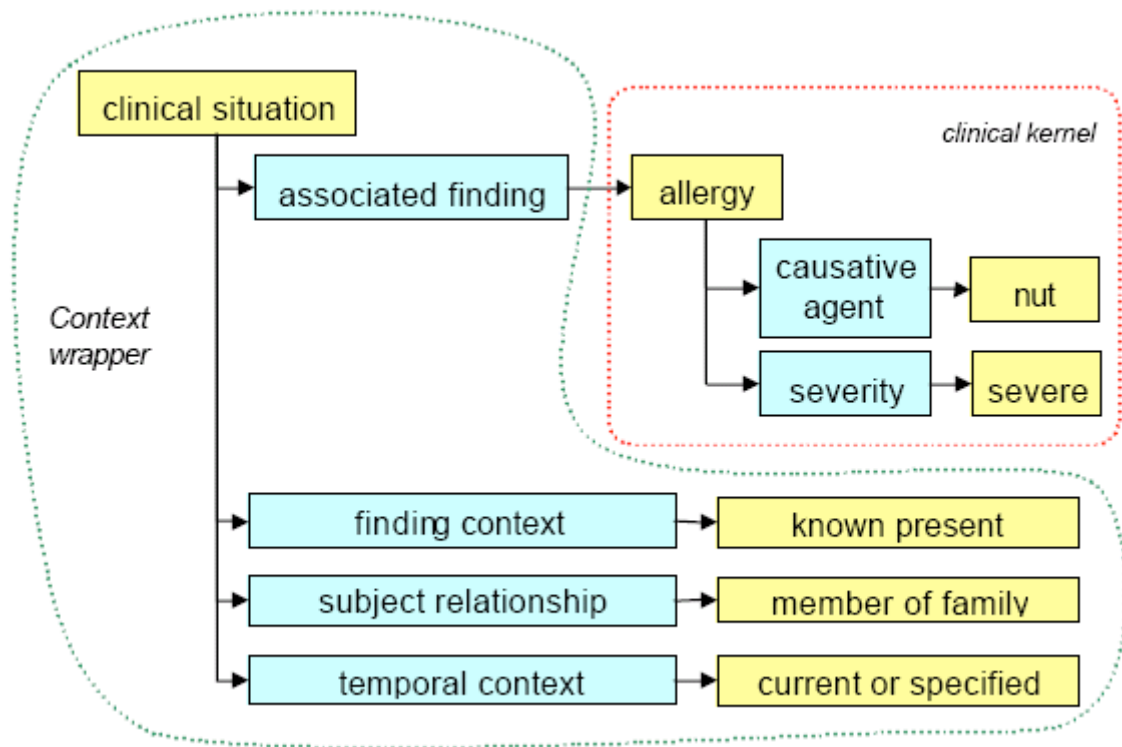 clinical situation
clinical kernel
associated finding
allergy
causative
agent
nut
Context
wrapper
severity
severe
finding context
known present
subject relationship
member of family
temporal context
current or specified